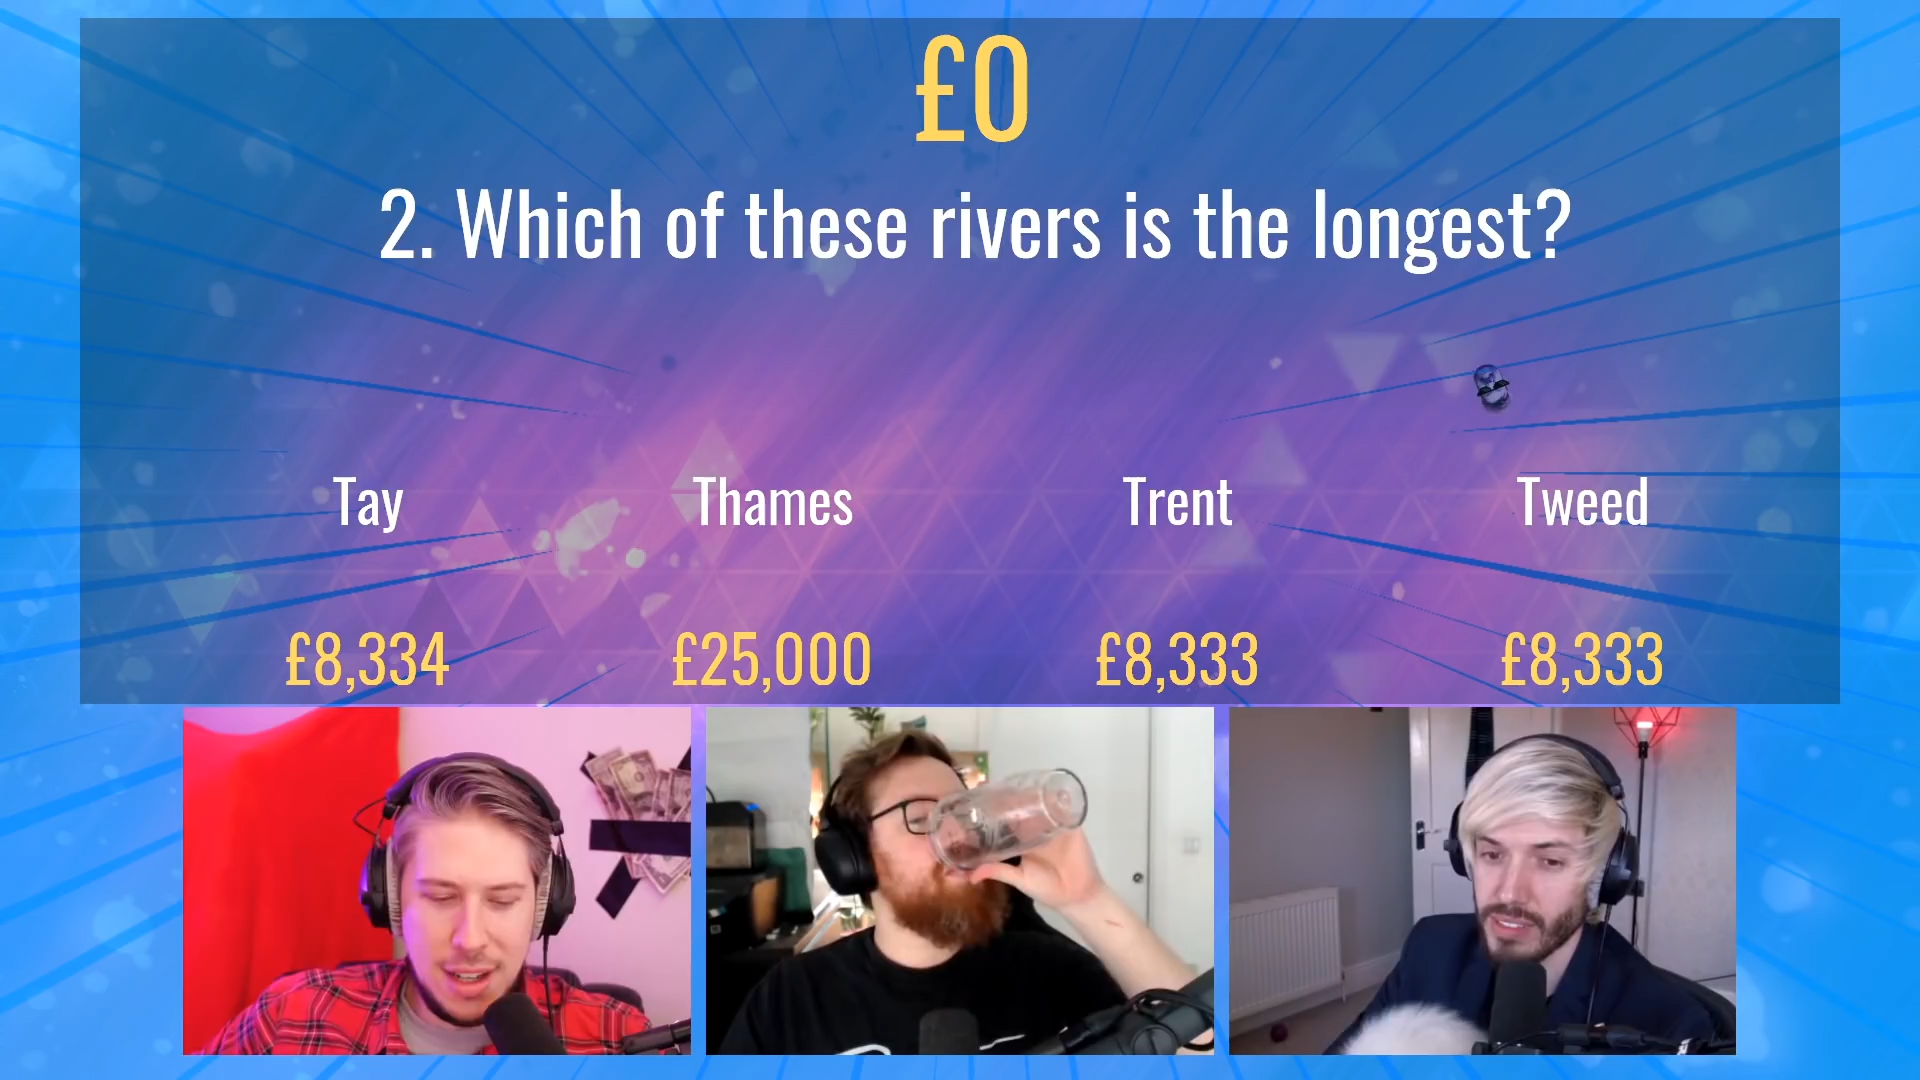 £0
2. Which of these rivers is the longest?
Tay Thames Trent Tweed
£8,334 £25,000 £8,333 £8,333